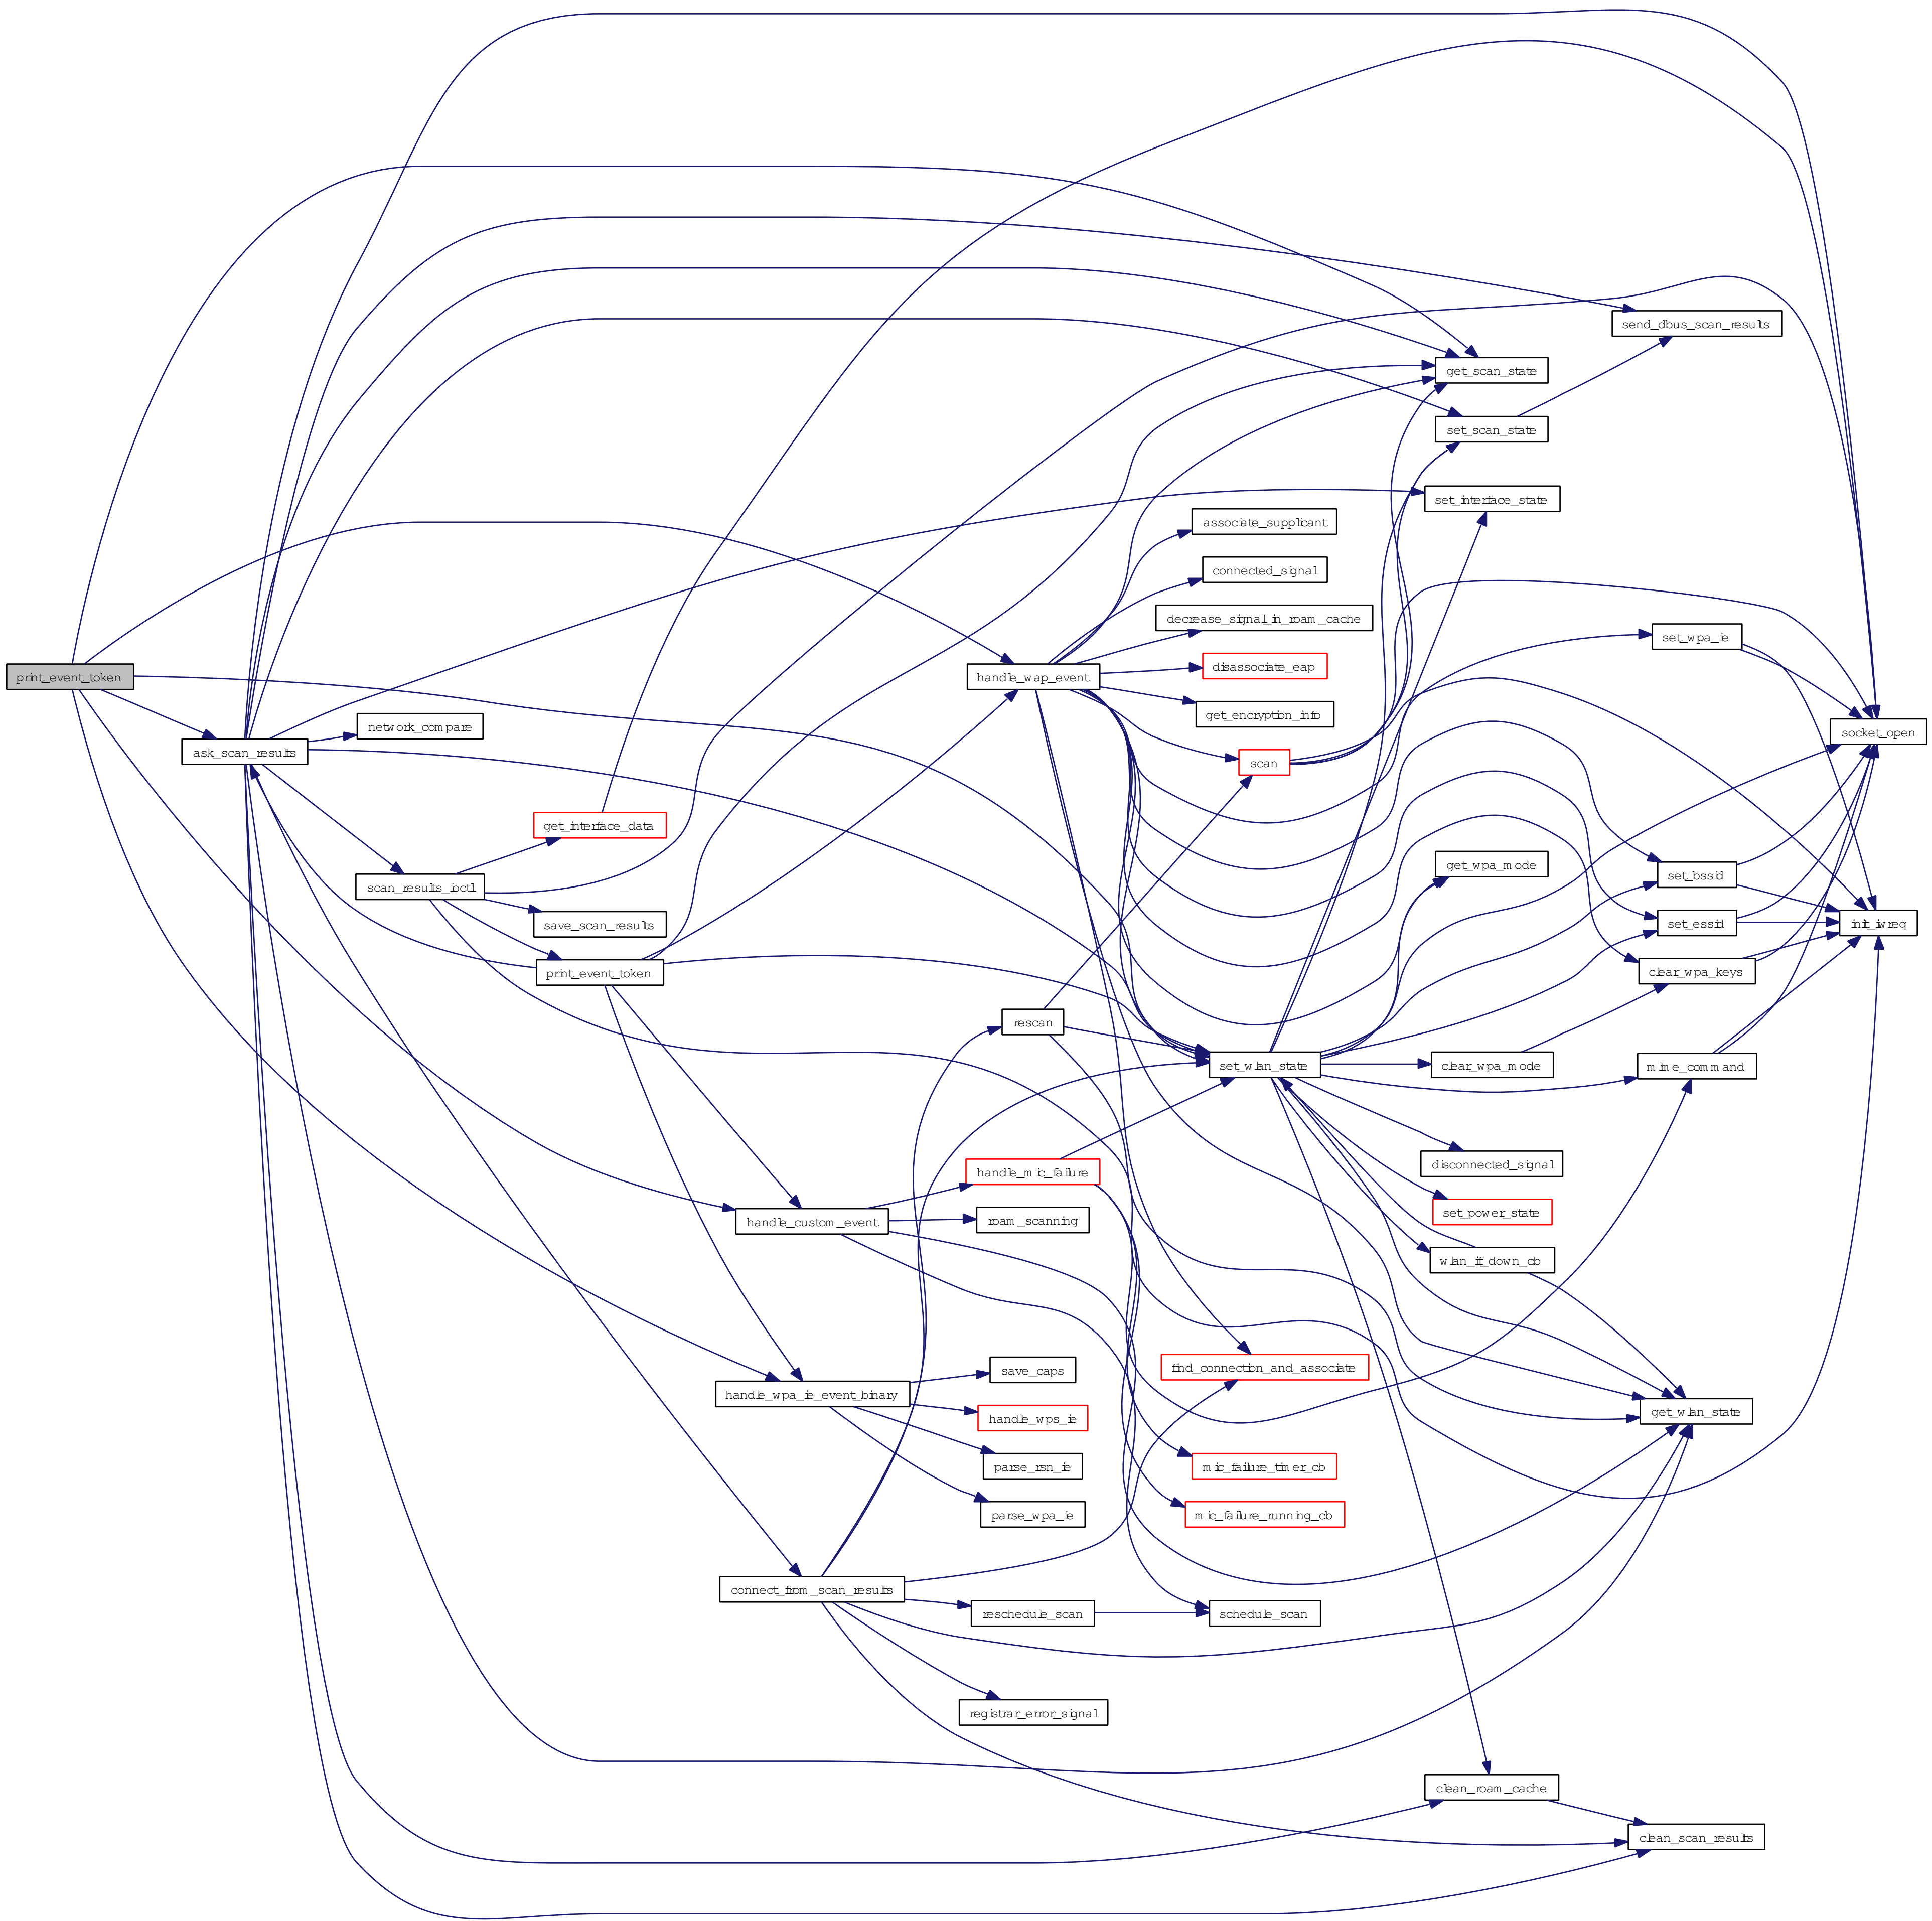 send_dbus_scan_results
get_scan_state
set_scan_state
set_interface_state
associate_supplicant
connected_signal
decrease_signal_in_roam_cache
set_wpa_ie
disassociate_eap
print_event_token
handle_wap_event
get_encryption_info
network_compare
socket_open
ask_scan_results
scan
get_interface_data
get_wpa_mode
set_bssid
scan_results_ioctl
save_scan_results
set_essid
init_iwreq
print_event_token
clear_wpa_keys
rescan
set_wlan_state
clear_wpa_mode
mlme_command
disconnected_signal
handle_mic_failure
set_power_state
handle_custom_event
roam_scanning
wlan_if_down_cb
find_connection_and_associate
save_caps
handle_wpa_ie_event_binary
get_wlan_state
handle_wps_ie
parse_rsn_ie
mic_failure_timer_cb
parse_wpa_ie
mic_failure_running_cb
connect_from_scan_results
reschedule_scan
schedule_scan
registrar_error_signal
clean_roam_cache
clean_scan_results